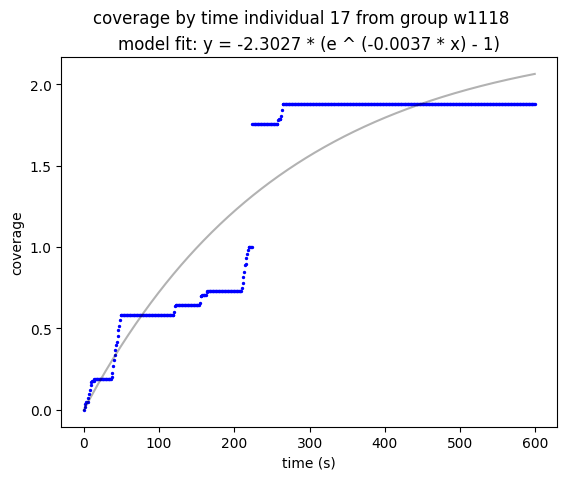 coverage by time individual 17 from group w1118
model fit: y = -2.3027 * (e ^ (-0.0037 * x) - 1)
2.0
1.5
1.0
0.5
0.0
coverage
0 100 200 300 400 500 600
time (s)